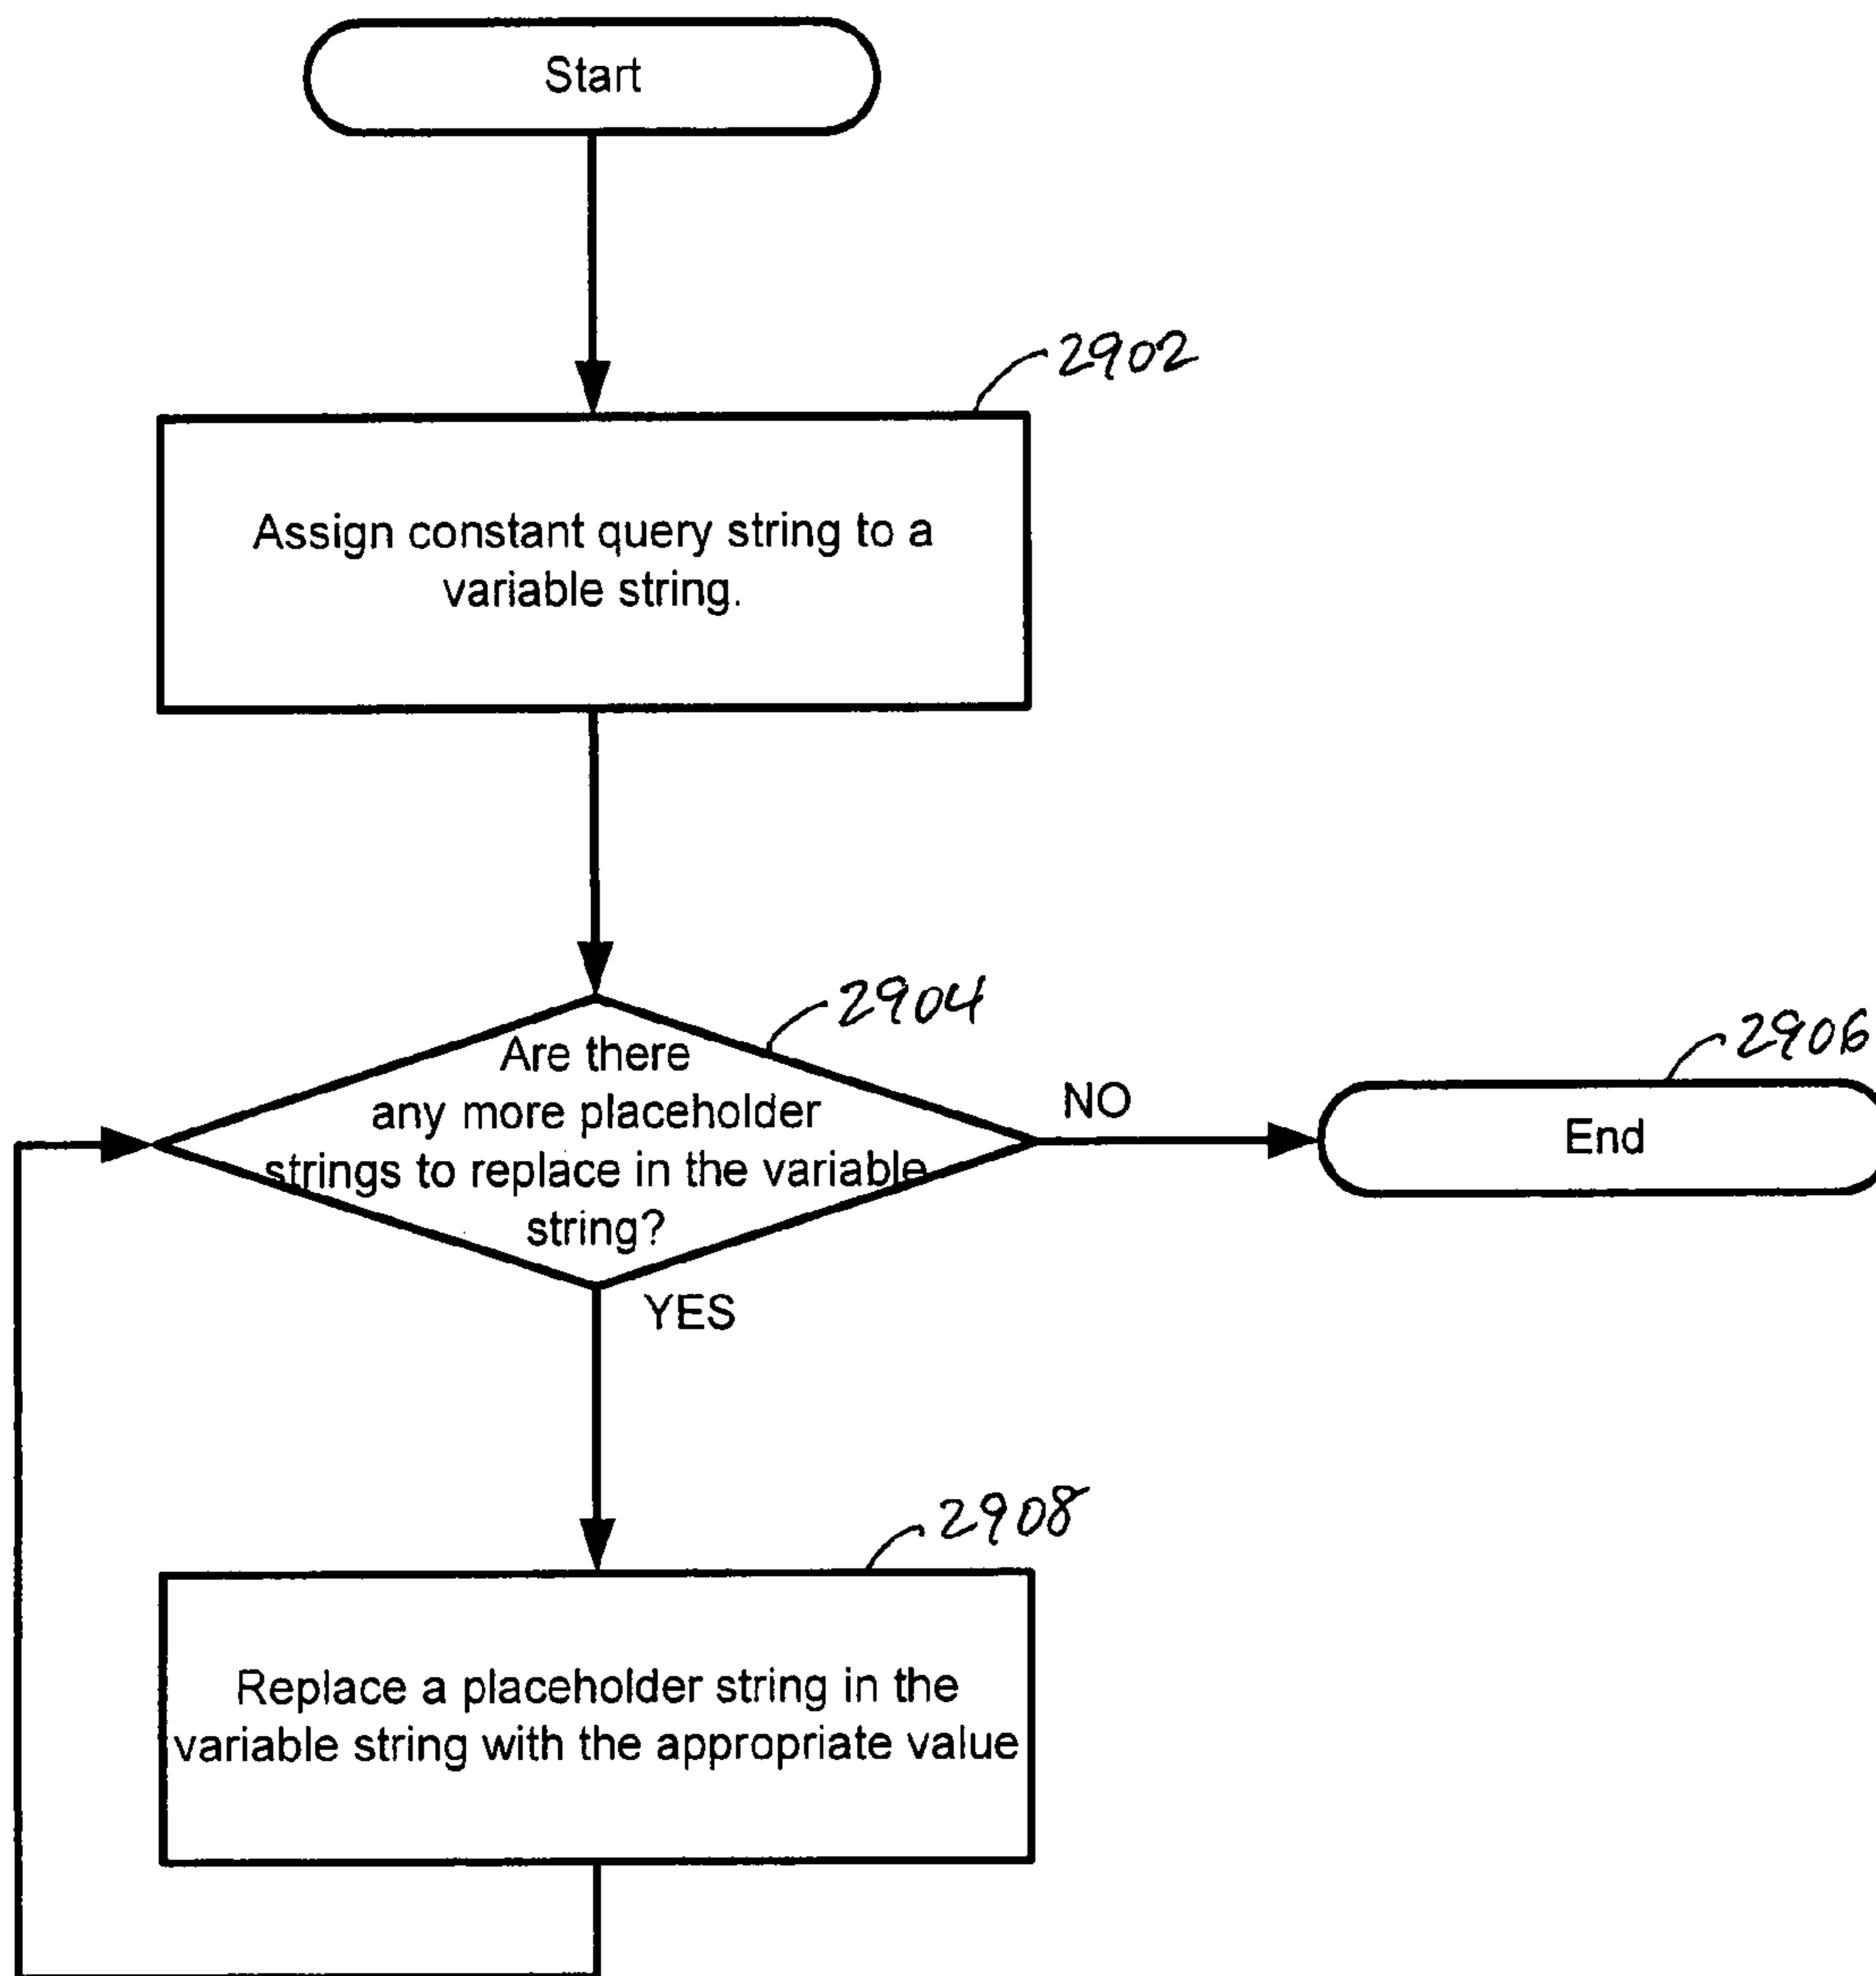 Start
2902
Assign constant query string to a
variable string.
2904
Are there
any more placeholder
strings to replace in the variable
string?
NO
2906
End
YES
2908
Replace a placeholder string in the
variable string with the appropriate value